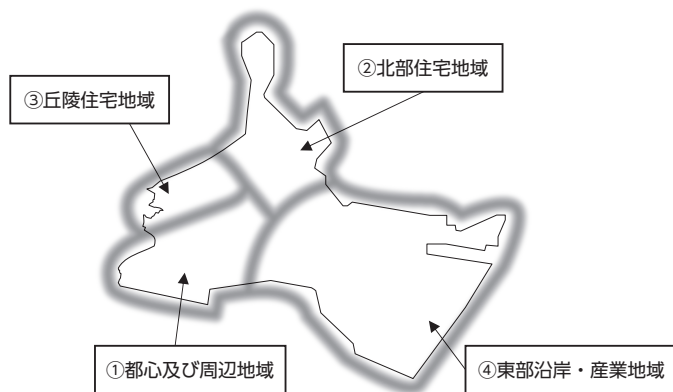 ②北部住宅地域
③丘陵住宅地域
①都心及び周辺地域
④東部沿岸・産業地域